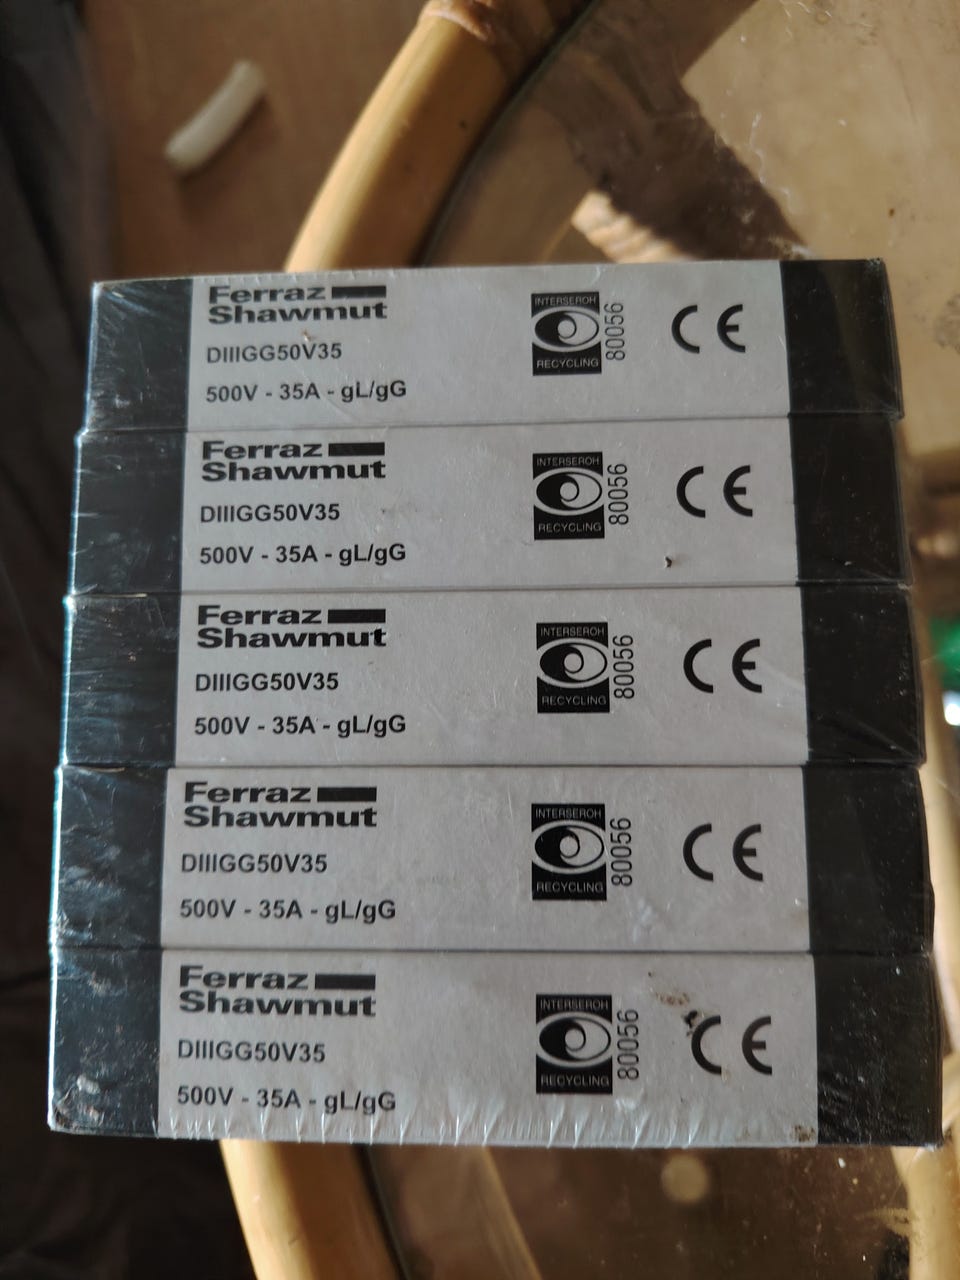 Ferraz
Shawmut
DIIIGG50V35
500V - 35A - gL/gG
INTERSEROH
RECYCLING
80056
CE
Ferraz
Shawmut
DIIIGG50V35
500V - 35A - gL/gG
INTERSEROH
RECYCLING
80056
CE
Ferraz
Shawmut
DIIIGG50V35
500V - 35A - gL/gG
INTERSEROH
RECYCLING
80056
CE
Ferraz
Shawmut
DIIIGG50V35
500V - 35A - gL/gG
INTERSEROH
RECYCLING
80056
CE
Ferraz
Shawmut
DIIIGG50V35
500V - 35A - gL/gG
INTERSEROH
RECYCLING
80056
CE